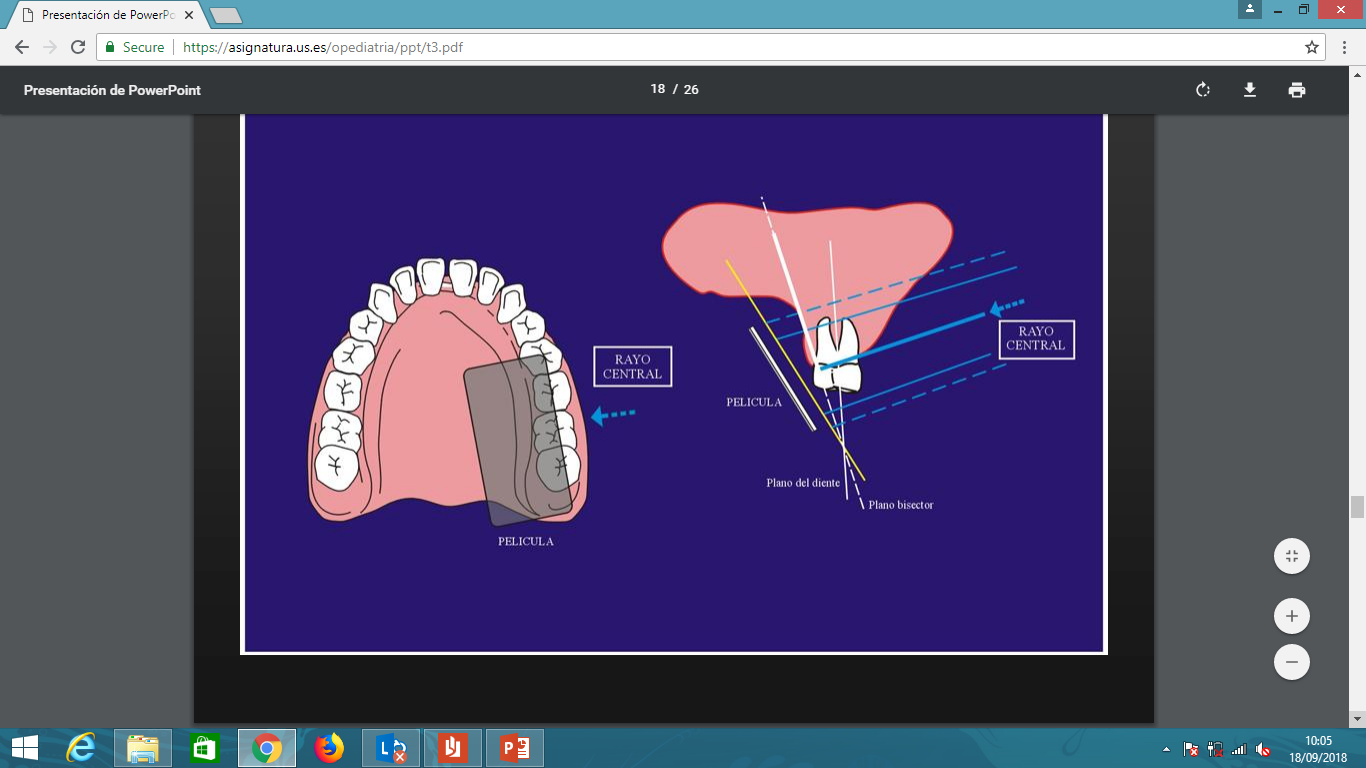 Presentación de PowerPo
Secure
https://asignatura.us.es/opediatria/ppt/t3.pdf
Presentación de PowerPoint
18 / 26
RAYO
CENTRAL
PELICULA
RAYO
CENTRAL
PELICULA
Plano del diente
Plano bisector
10:05
18/09/2018